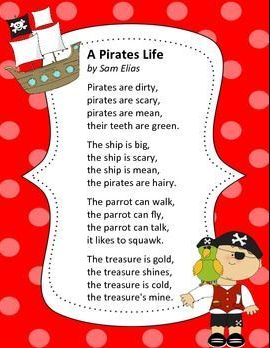 A Pirates Life
by Sam Elias
Pirates are dirty,
pirates are scary,
pirates are mean,
their teeth are green.
The ship is big,
the ship is scary,
the ship is mean,
the pirates are hairy.
The parrot can walk,
the parrot can fly,
the parrot can talk,
it likes to squawk.
The treasure is gold,
the treasure shines,
the treasure is cold,
the treasure's mine.